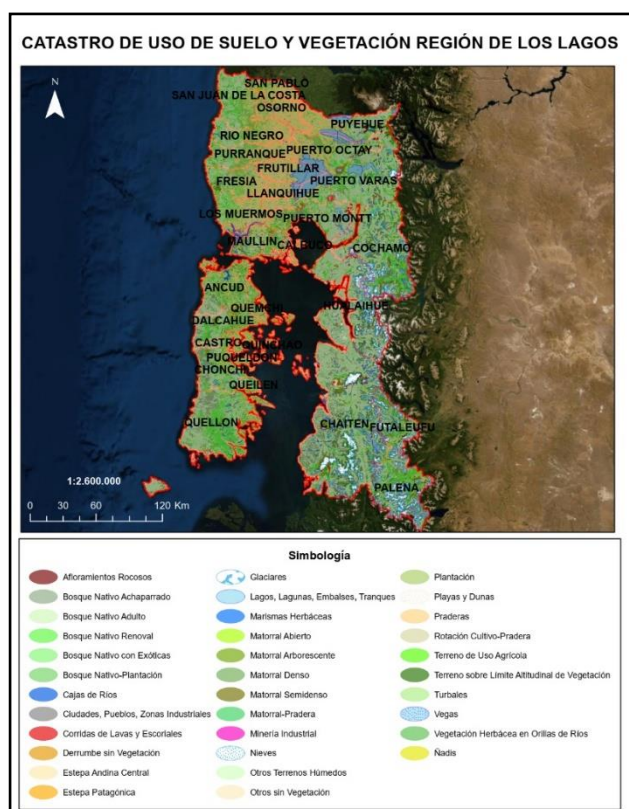 CATASTRO DE USO DE SUELO Y VEGETACIÓN REGIÓN DE LOS LAGOS
N
SAN PABLO
SAN JUAN DE LA COSTA
OSORNO
PUYEHUE
RIO NEGRO
PURRANQUE
PUERTO OCTAY
FRUTILLAR
FRESIA
PUERTO VARAS
LLANQUIHUE
LOS MUERMOS
PUERTO MONTT
MAULLIN
CALBUCO
COCHAMO
ANCUD
HUALAIHUE
QUEMCHI
DALCAHUE
CASTRO
QUINCHAO
PUQUELDON
CHONCHI
QUEILEN
QUELLON
CHAITEN
FUTALEUFU
PALENA
1:2.600.000
0 30 60 120 Km
Simbología
Afloramientos Rocosos
Bosque Nativo Achaparrado
Bosque Nativo Adulto
Bosque Nativo Renoval
Bosque Nativo con Exóticas
Bosque Nativo-Plantación
Cajas de Ríos
Ciudades, Pueblos, Zonas Industriales
Corridas de Lavas y Escoriales
Derrumbe sin Vegetación
Estepa Andina Central
Estepa Patagónica
Glaciares
Lagos, Lagunas, Embalses, Tranques
Marismas Herbáceas
Matorral Abierto
Matorral Arborescente
Matorral Denso
Matorral Semidenso
Matorral-Pradera
Minería Industrial
Nieves
Otros Terrenos Húmedos
Otros sin Vegetación
Plantación
Playas y Dunas
Praderas
Rotación Cultivo-Pradera
Terreno de Uso Agrícola
Terreno sobre Límite Altitudinal de Vegetación
Turbales
Vegas
Vegetación Herbácea en Orillas de Ríos
Ñadis